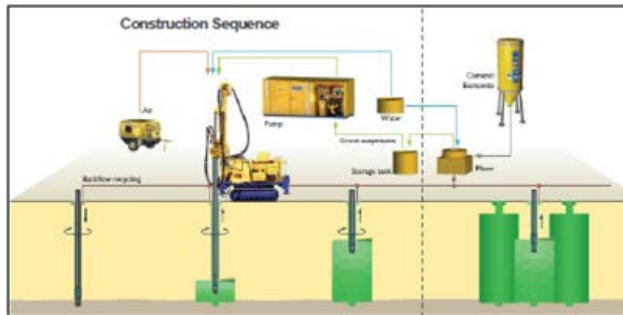 Construction Sequence
Air
Pump
Water
Cement
Bentonite
Grout suspension
Storage tank
Mixer
Backflow recycling